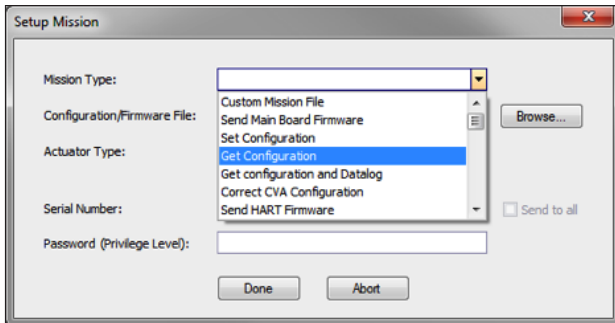 Setup Mission
Mission Type:
Custom Mission File
Send Main Board Firmware
Configuration/Firmware File:
Browse...
Set Configuration
Get Configuration
Actuator Type:
Get configuration and Datalog
Correct CVA Configuration
Serial Number:
Send HART Firmware
Send to all
Password (Privilege Level):
Done
Abort